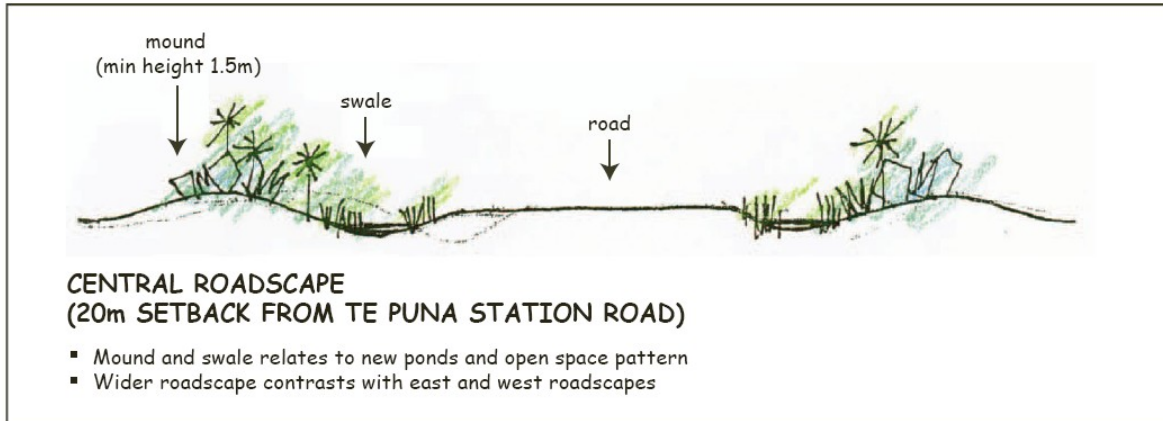 mound
(min height 1.5m)
swale
road
CENTRAL ROADSCAPE
(20m SETBACK FROM TE PUNA STATION ROAD)
▪ Mound and swale relates to new ponds and open space pattern
▪ Wider roadscape contrasts with east and west roadscapes